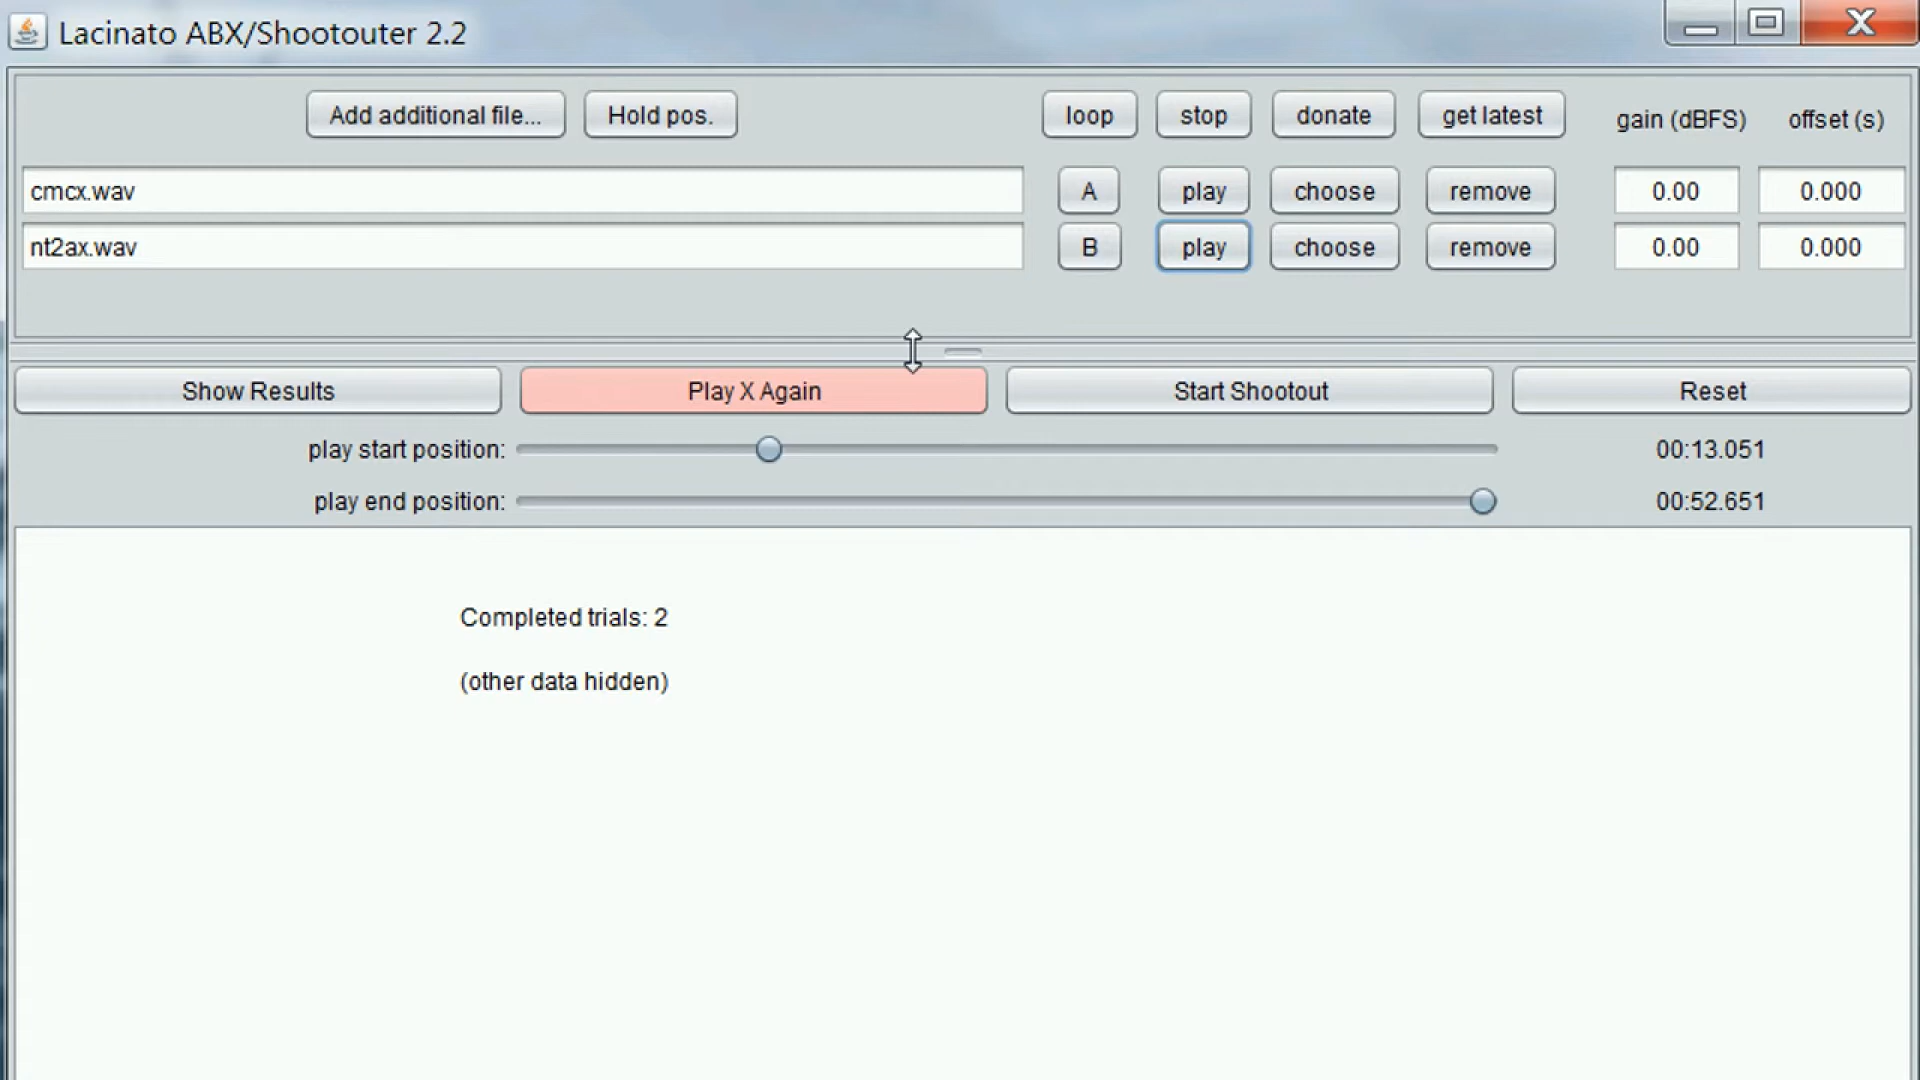 Lacinato ABX/Shootouter 2.2
Add additional file... Hold pos. loop stop donate get latest gain (dBFS) offset (s)
cmcx.wav A play choose remove 0.00 0.000
nt2ax.wav B play choose remove 0.00 0.000
Show Results Play X Again Start Shootout Reset
play start position: 00:13.051
play end position: 00:52.651
Completed trials: 2
(other data hidden)